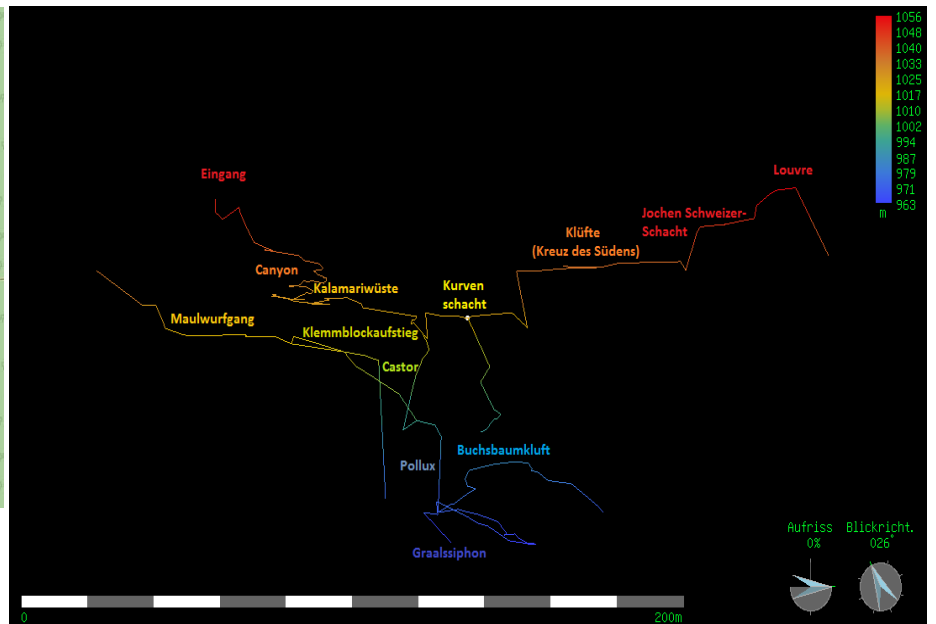 1056
1048
1040
1033
1025
1017
1010
1002
994
987
979
971
963
m
Eingang
Louvre
Jochen Schweizer-
Schacht
Klüfte
(Kreuz des Südens)
Canyon
Kalamariwüste
Kurven
schacht
Maulwurfgang
Klemmblockaufstieg
Castor
Pollux
Buchsbaumkluft
Graalssiphon
Aufriss Blickricht.
0% 026°
0 200m